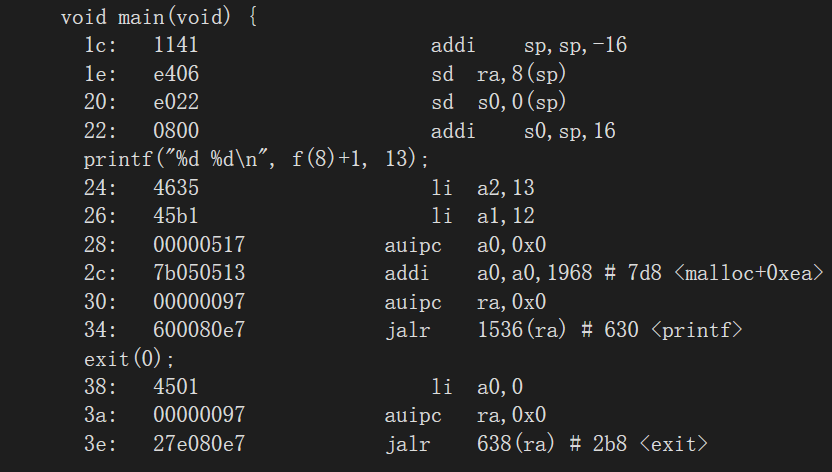 void main(void) {
1c: 1141 addi sp,sp,-16
1e: e406 sd ra,8(sp)
20: e022 sd s0,0(sp)
22: 0800 addi s0,sp,16
printf("%d %d\n", f(8)+1, 13);
24: 4635 li a2,13
26: 45b1 li a1,12
28: 00000517 auipc a0,0x0
2c: 7b050513 addi a0,a0,1968 # 7d8 <malloc+0xea>
30: 00000097 auipc ra,0x0
34: 600080e7 jalr 1536(ra) # 630 <printf>
exit(0);
38: 4501 li a0,0
3a: 00000097 auipc ra,0x0
3e: 27e080e7 jalr 638(ra) # 2b8 <exit>